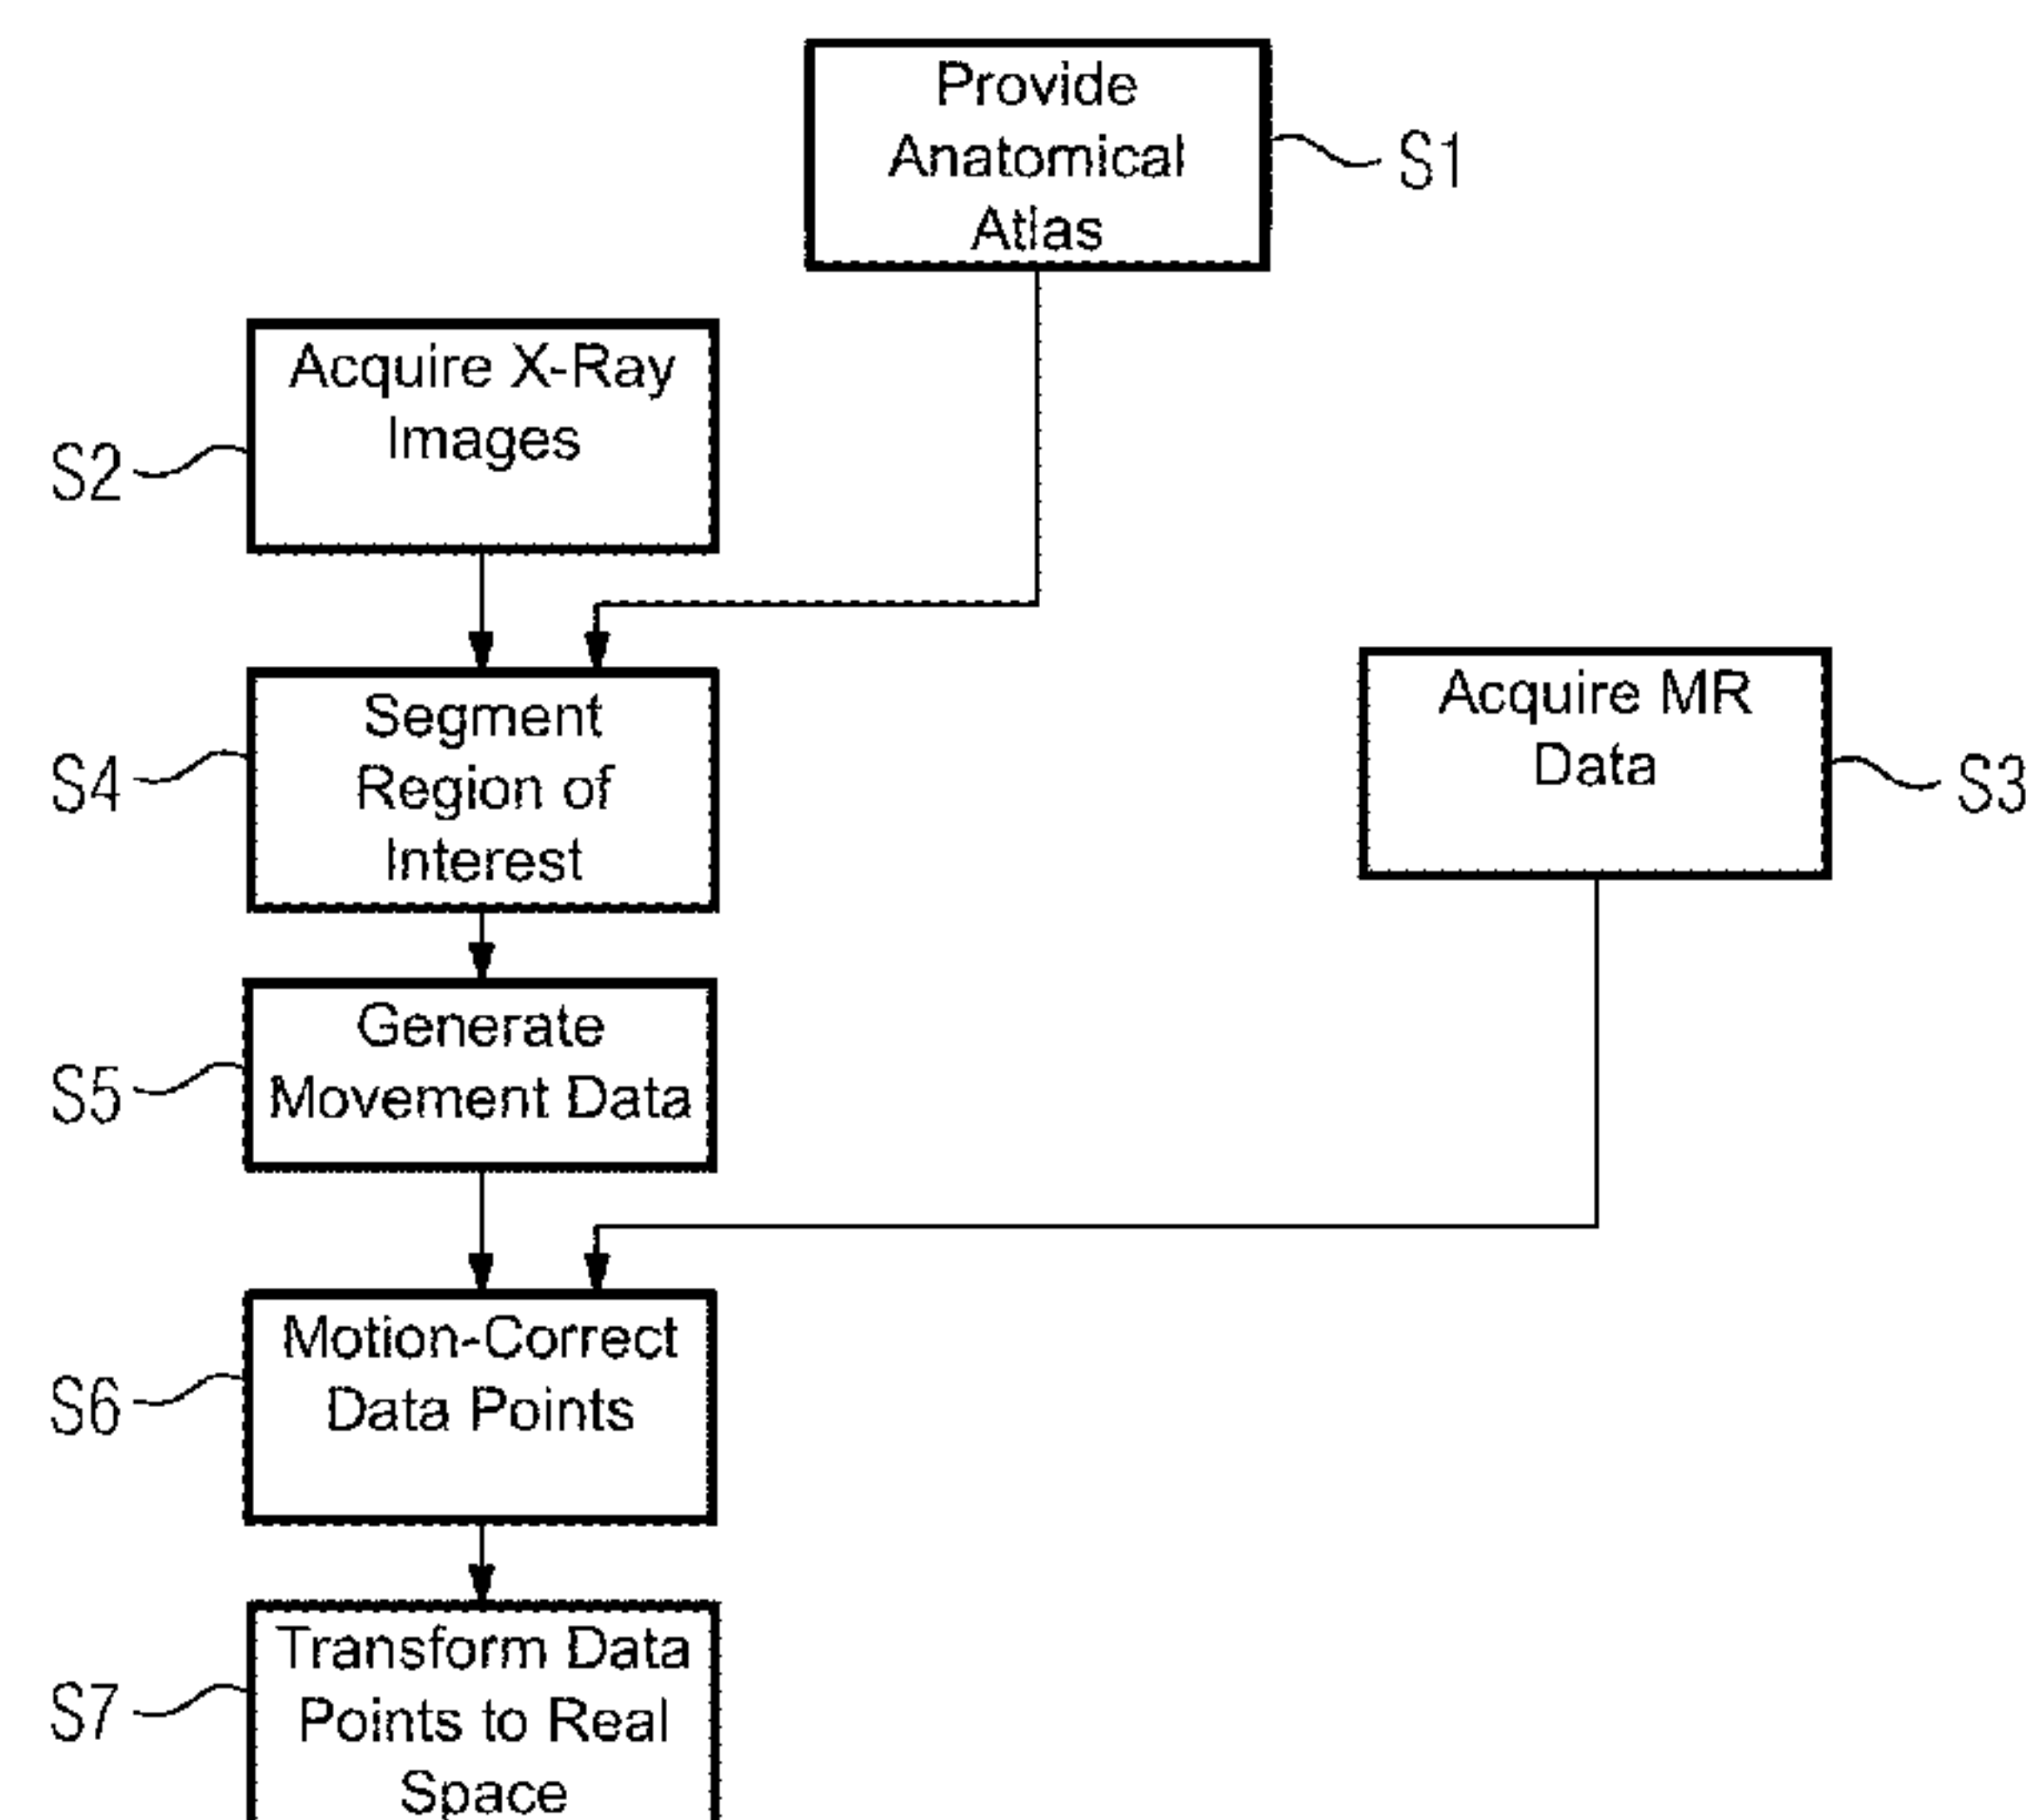 Provide
Anatomical
Atlas
S1
Acquire X-Ray
Images
S2
Segment
Region of
Interest
S4
Acquire MR
Data
S3
Generate
Movement Data
S5
Motion-Correct
Data Points
S6
Transform Data
Points to Real
Space
S7